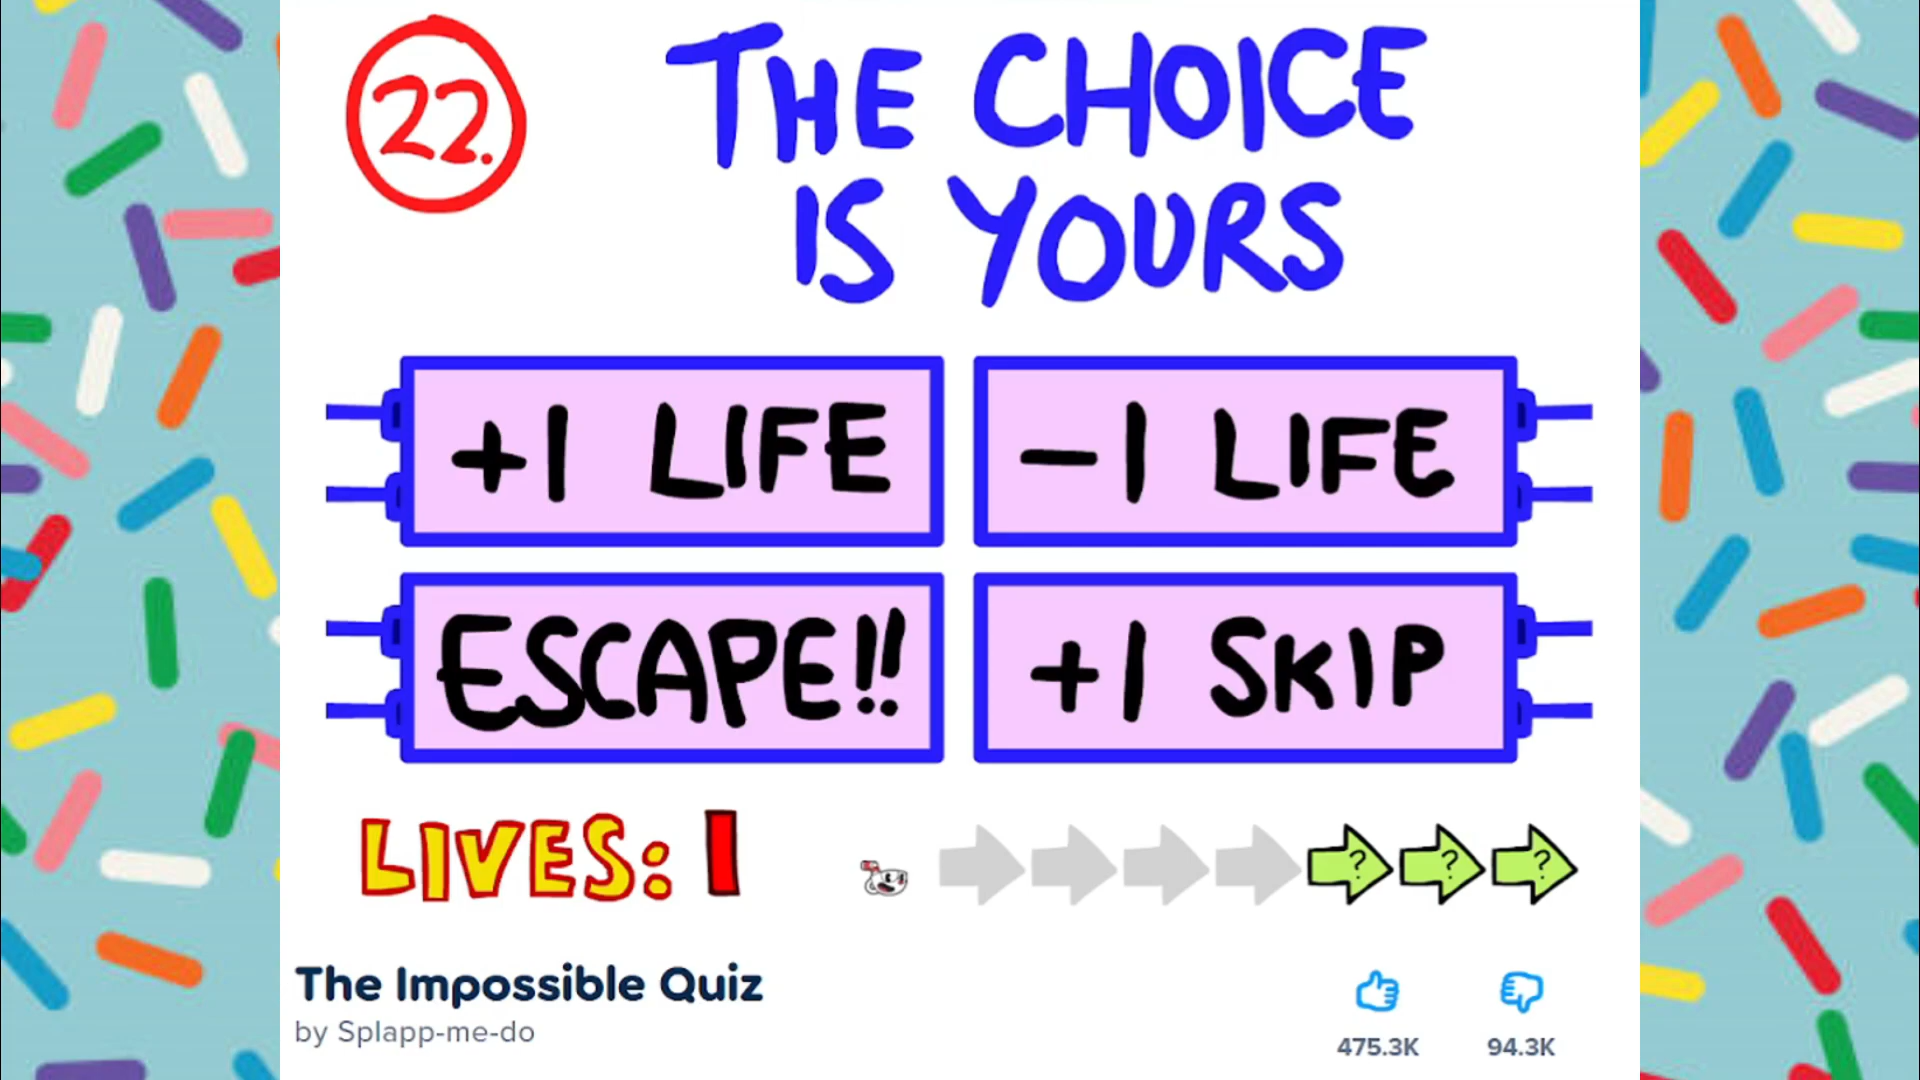 22.
THE CHOICE
IS YOURS
+1 LIFE
-1 LIFE
ESCAPE!!
+1 SKIP
LIVES: 1
? ? ?
The Impossible Quiz
by Splapp-me-do
475.3K
94.3K